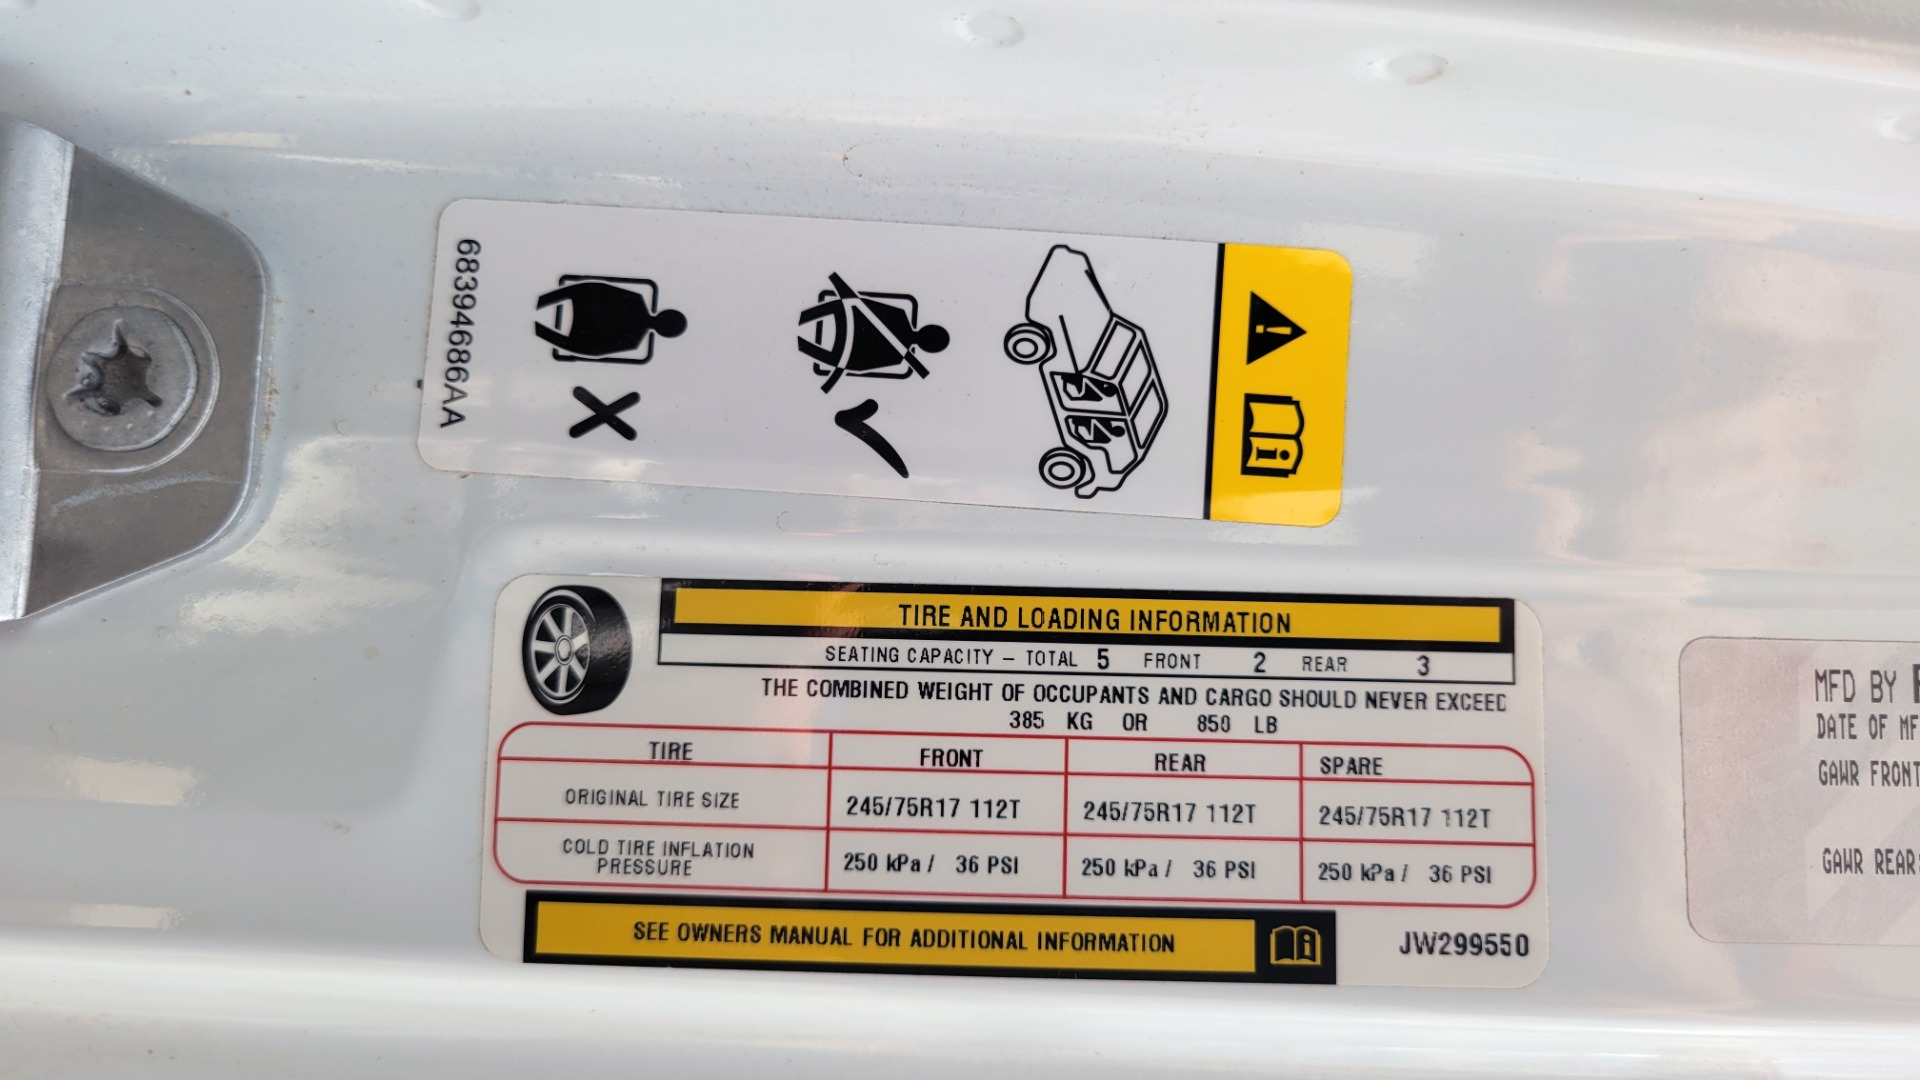 68394686AA
TIRE AND LOADING INFORMATION
SEATING CAPACITY – TOTAL 5 FRONT 2 REAR 3
THE COMBINED WEIGHT OF OCCUPANTS AND CARGO SHOULD NEVER EXCEED
385 KG OR 850 LB
TIRE FRONT REAR SPARE
ORIGINAL TIRE SIZE 245/75R17 112T 245/75R17 112T 245/75R17 112T
COLD TIRE INFLATION
PRESSURE 250 kPa / 36 PSI 250 kPa / 36 PSI 250 kPa / 36 PSI
SEE OWNERS MANUAL FOR ADDITIONAL INFORMATION
JW299550
MFD BY
DATE OF MF
GAWR FRONT
GAWR REAR